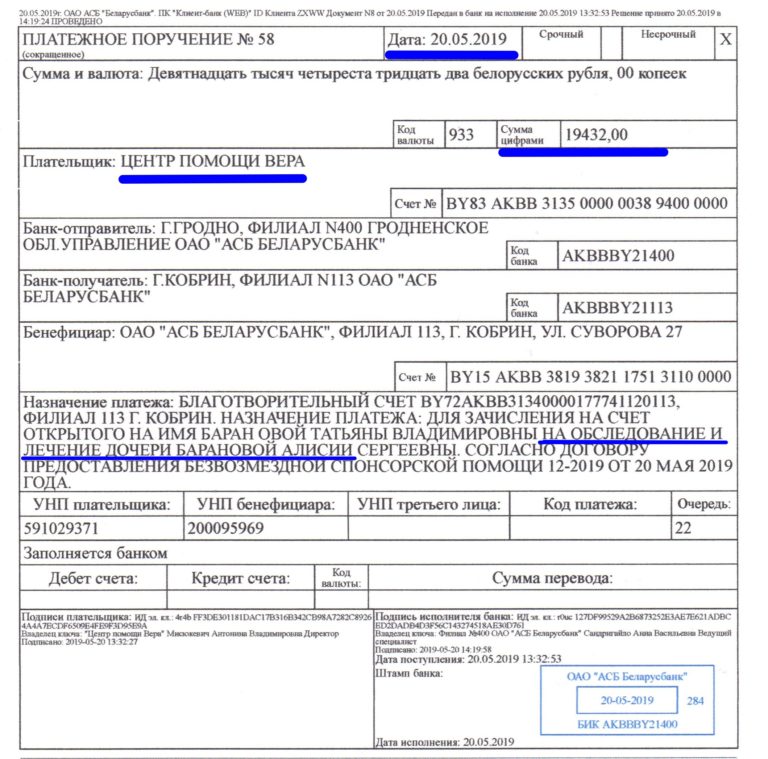 20.05.2019г. ОАО АСБ "Беларусбанк". ПК "Клиент-банк (WEB)" ID Клиента ZXWW Документ N8 от 20.05.2019 Передан в банк на исполнение 20.05.2019 13:32:53 Решение принято 20.05.2019 в
14:19:24 ПРОВЕДЕНО
ПЛАТЕЖНОЕ ПОРУЧЕНИЕ № 58
(сокращенное)
Дата: 20.05.2019
Срочный
Несрочный
X
Сумма и валюта: Девятнадцать тысяч четыреста тридцать два белорусских рубля, 00 копеек
Код валюты
933
Сумма цифрами
19432,00
Плательщик: ЦЕНТР ПОМОЩИ ВЕРА
Счет №
BY83 AKBB 3135 0000 0038 9400 0000
Банк-отправитель: Г.ГРОДНО, ФИЛИАЛ N400 ГРОДНЕНСКОЕ
ОБЛ.УПРАВЛЕНИЕ ОАО "АСБ БЕЛАРУСБАНК"
Код банка
AKBBBY21400
Банк-получатель: Г.КОБРИН, ФИЛИАЛ N113 ОАО "АСБ
БЕЛАРУСБАНК"
Код банка
AKBBBY21113
Бенефициар: ОАО "АСБ БЕЛАРУСБАНК", ФИЛИАЛ 113, Г. КОБРИН, УЛ. СУВОРОВА 27
Счет №
BY15 AKBB 3819 3821 1751 3110 0000
Назначение платежа: БЛАГОТВОРИТЕЛЬНЫЙ СЧЕТ BY72AKBB31340000177741120113,
ФИЛИАЛ 113 Г. КОБРИН. НАЗНАЧЕНИЕ ПЛАТЕЖА: ДЛЯ ЗАЧИСЛЕНИЯ НА СЧЕТ
ОТКРЫТОГО НА ИМЯ БАРАН ОВОЙ ТАТЬЯНЫ ВЛАДИМИРОВНЫ НА ОБСЛЕДОВАНИЕ И
ЛЕЧЕНИЕ ДОЧЕРИ БАРАНОВОЙ АЛИСИИ СЕРГЕЕВНЫ. СОГЛАСНО ДОГОВОРУ
ПРЕДОСТАВЛЕНИЯ БЕЗВОЗМЕЗДНОЙ СПОНСОРСКОЙ ПОМОЩИ 12-2019 ОТ 20 МАЯ 2019
ГОДА.
УНП плательщика:
УНП бенефициара:
УНП третьего лица:
Код платежа:
Очередь:
591029371
200095969
22
Заполняется банком
Дебет счета:
Кредит счета:
Код валюты:
Сумма перевода:
Подписи плательщика: ИД эл. кл.: 4r4b FF3DE301181DAC17B316B342CB98A7282C8926
4A4A7ECDF6509E4FE9F3D95E8A
Владелец ключа: "Центр помощи Вера" Миклокевич Антонина Владимировна Директор
Подписано: 2019-05-20 13:32:27
Подпись исполнителя банка: ИД эл. кл.: r0uc 127DF99529A2B6873252E3AE7E621ADBC
ED2DADB4D3F56C143274518AE30D761
Владелец ключа: Филиал №400 ОАО "АСБ Беларусбанк" Сандригайло Анна Васильевна Ведущий
специалист
Подписано: 2019-05-20 14:19:58
Дата поступления: 20.05.2019 13:32:53
Штамп банка:
ОАО "АСБ Беларусбанк"
20-05-2019
284
БИК AKBBBY21400
Дата исполнения: 20.05.2019